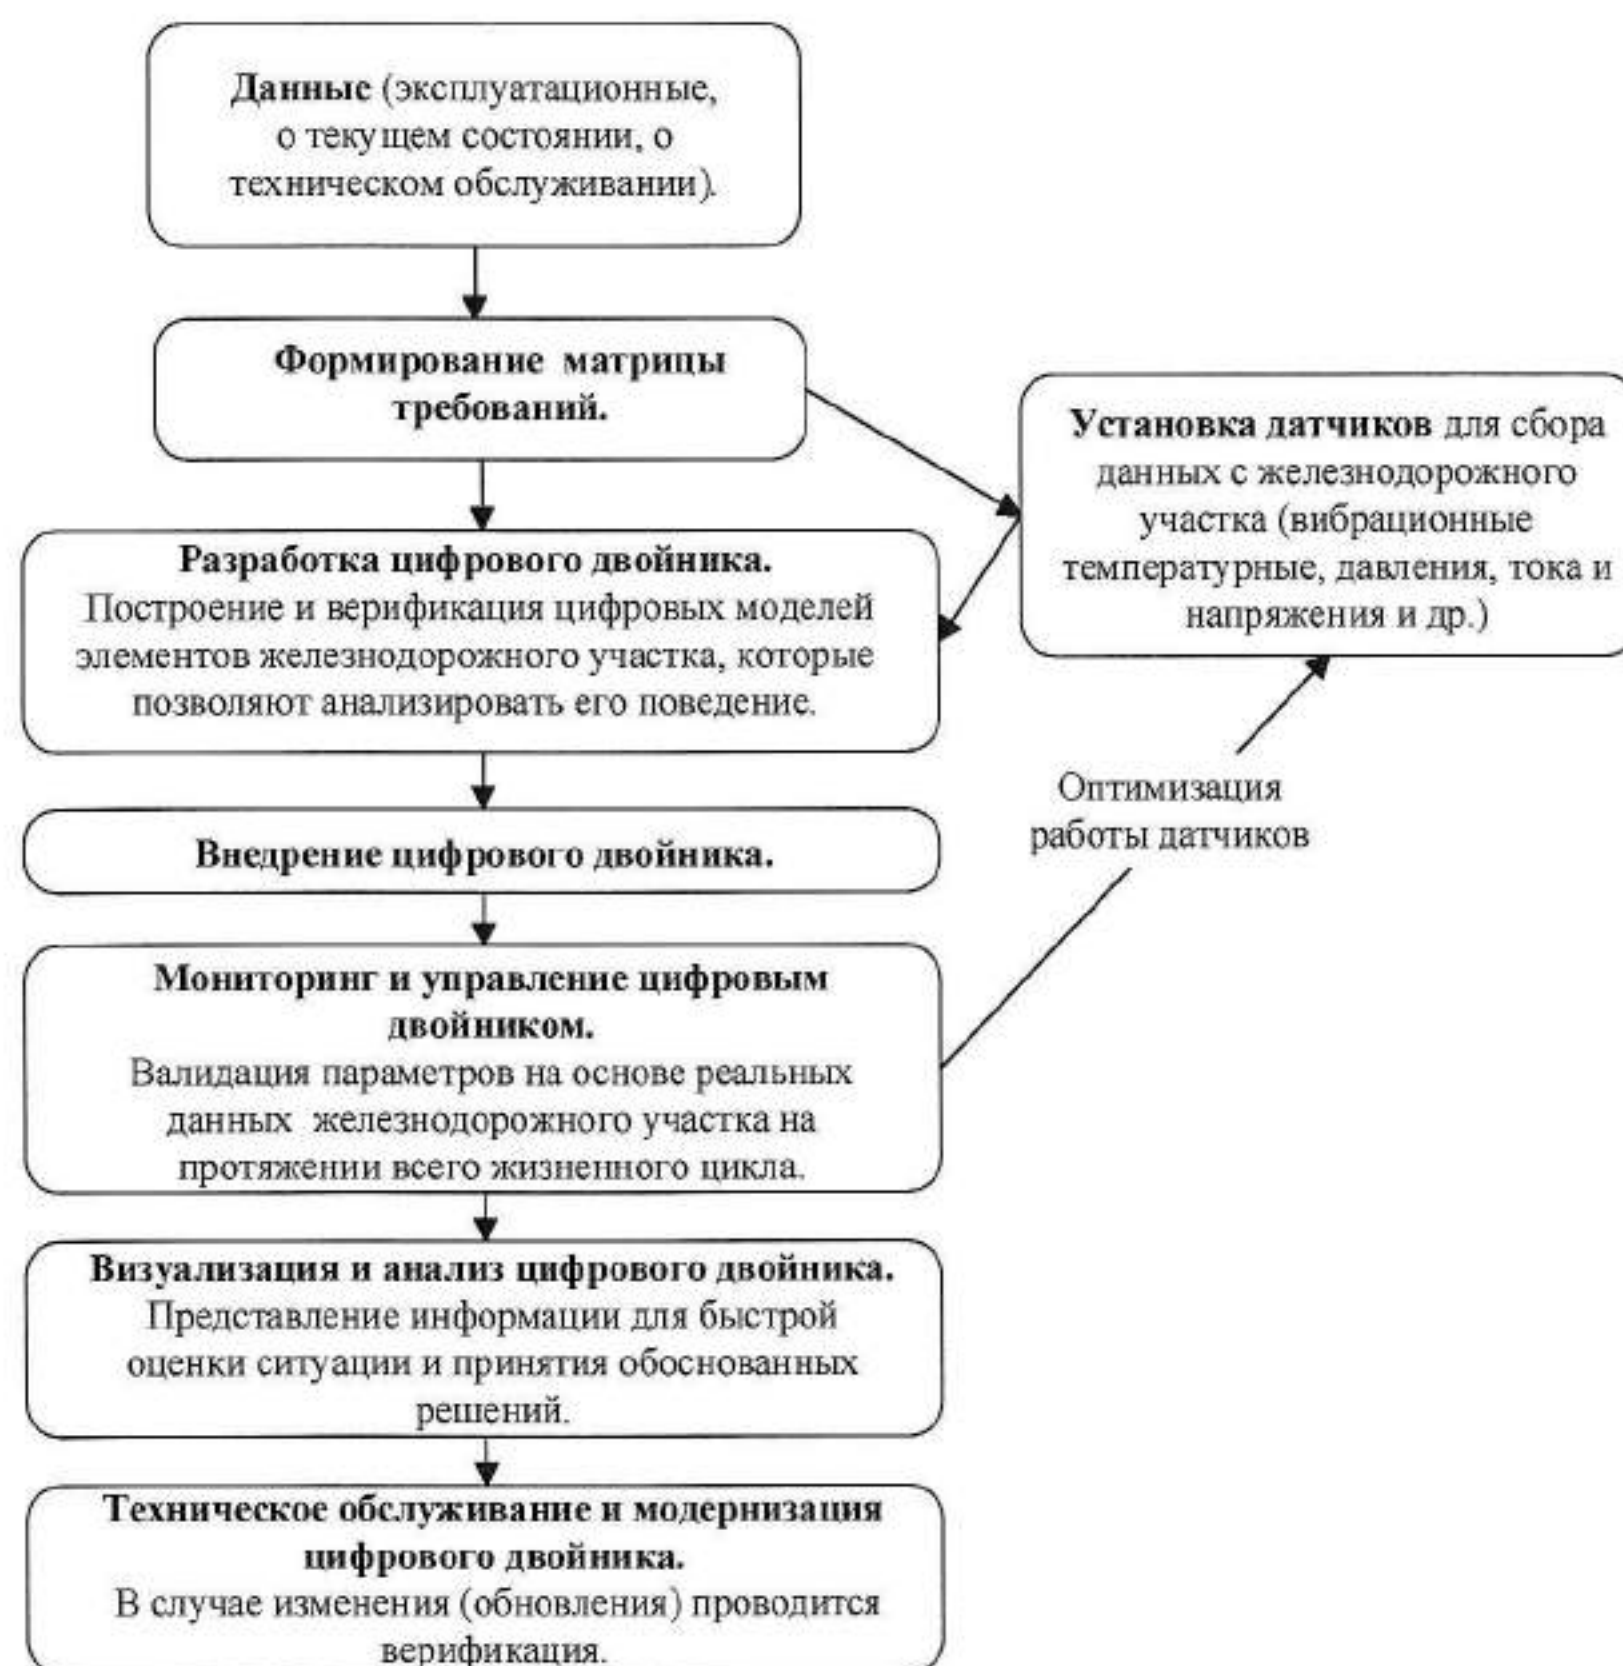 Данные (эксплуатационные,
о текущем состоянии, о
техническом обслуживании).
Формирование матрицы
требований.
Установка датчиков для сбора
данных с железнодорожного
участка (вибрационные
температурные, давления, тока и
напряжения и др.)
Разработка цифрового двойника.
Построение и верификация цифровых моделей
элементов железнодорожного участка, которые
позволяют анализировать его поведение.
Оптимизация
работы датчиков
Внедрение цифрового двойника.
Мониторинг и управление цифровым
двойником.
Валидация параметров на основе реальных
данных железнодорожного участка на
протяжении всего жизненного цикла.
Визуализация и анализ цифрового двойника.
Представление информации для быстрой
оценки ситуации и принятия обоснованных
решений.
Техническое обслуживание и модернизация
цифрового двойника.
В случае изменения (обновления) проводится
верификация.